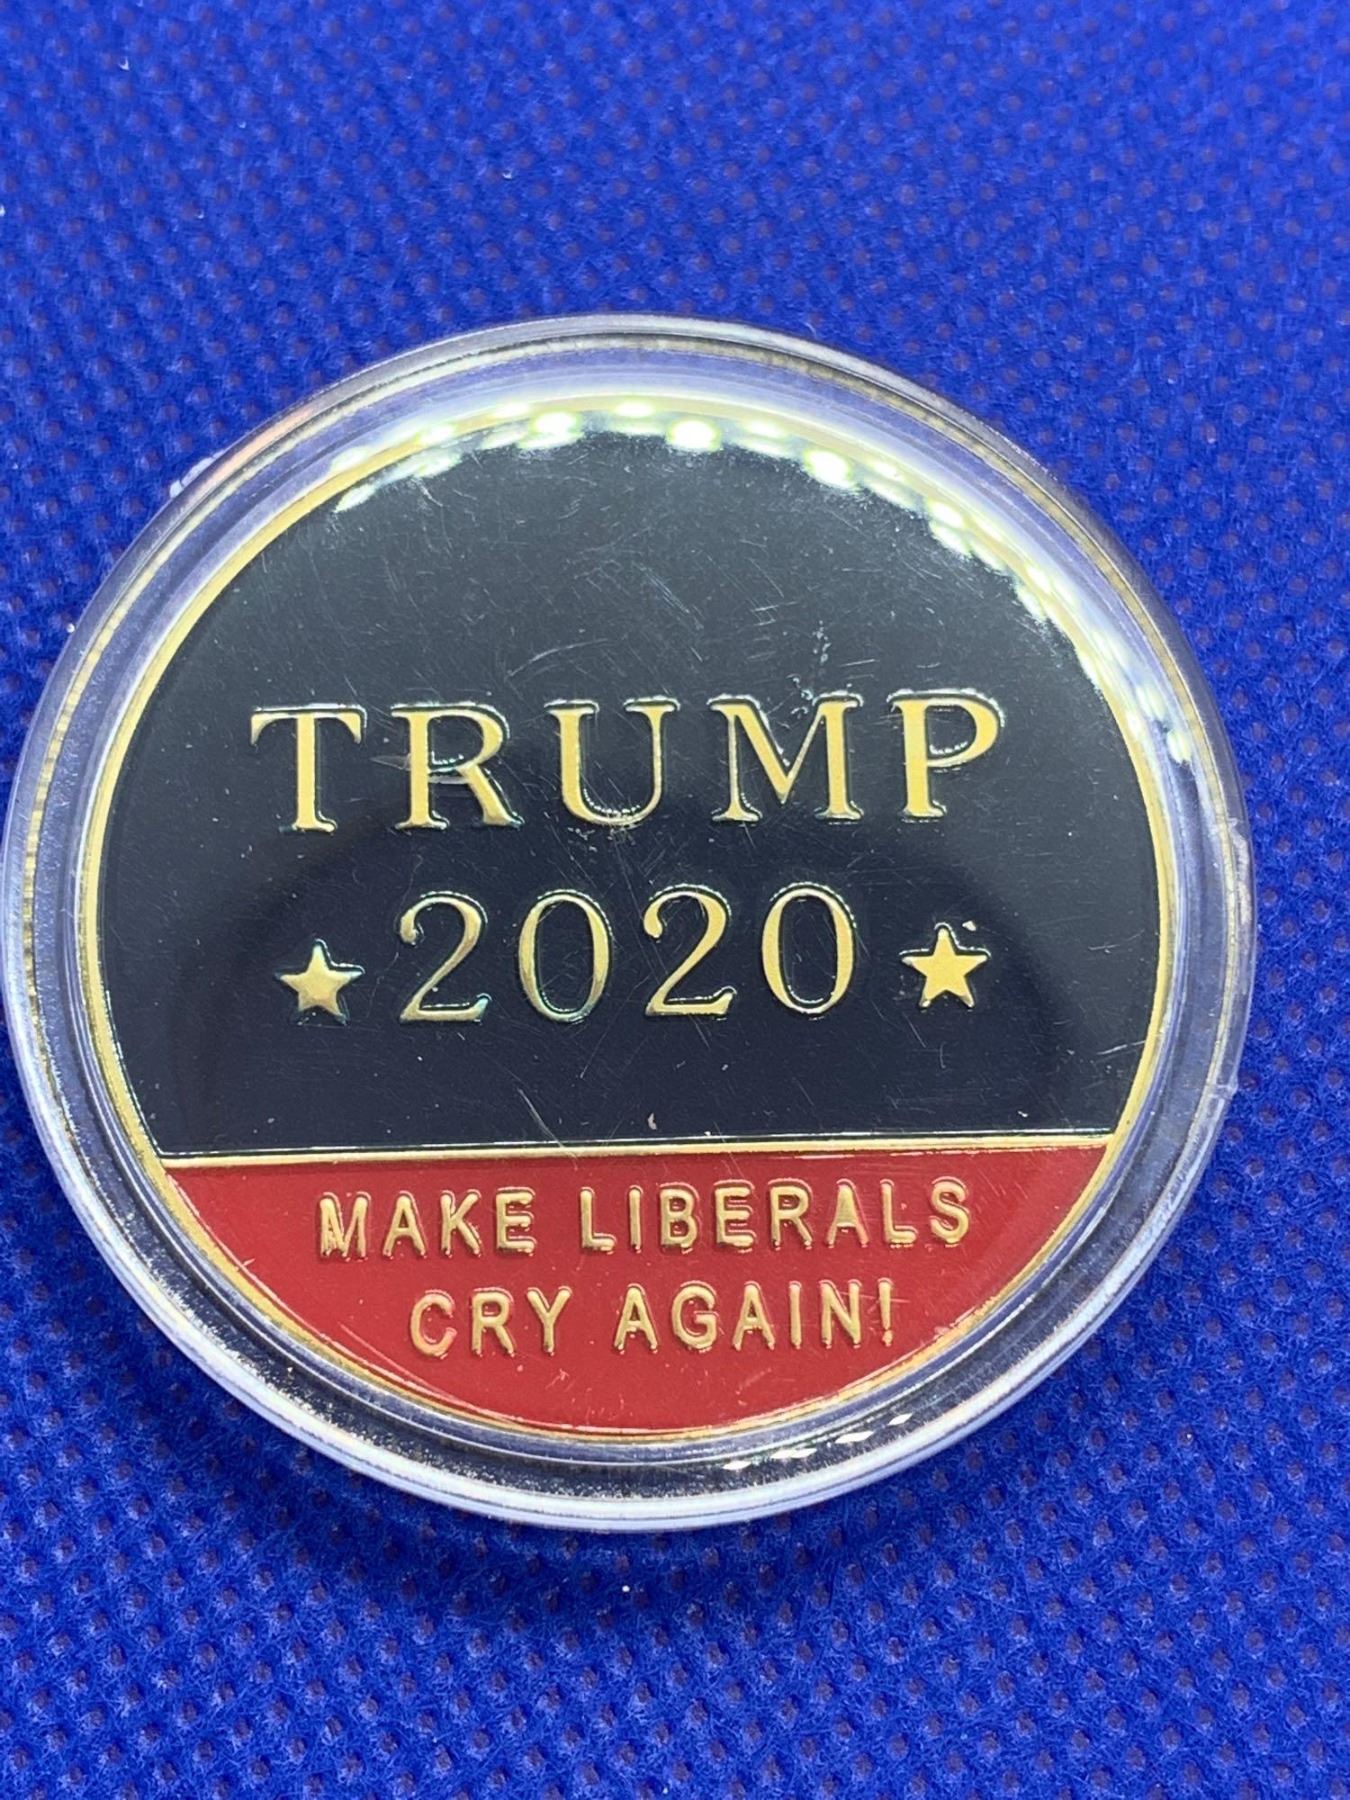 TRUMP
2020
MAKE LIBERALS
CRY AGAIN!